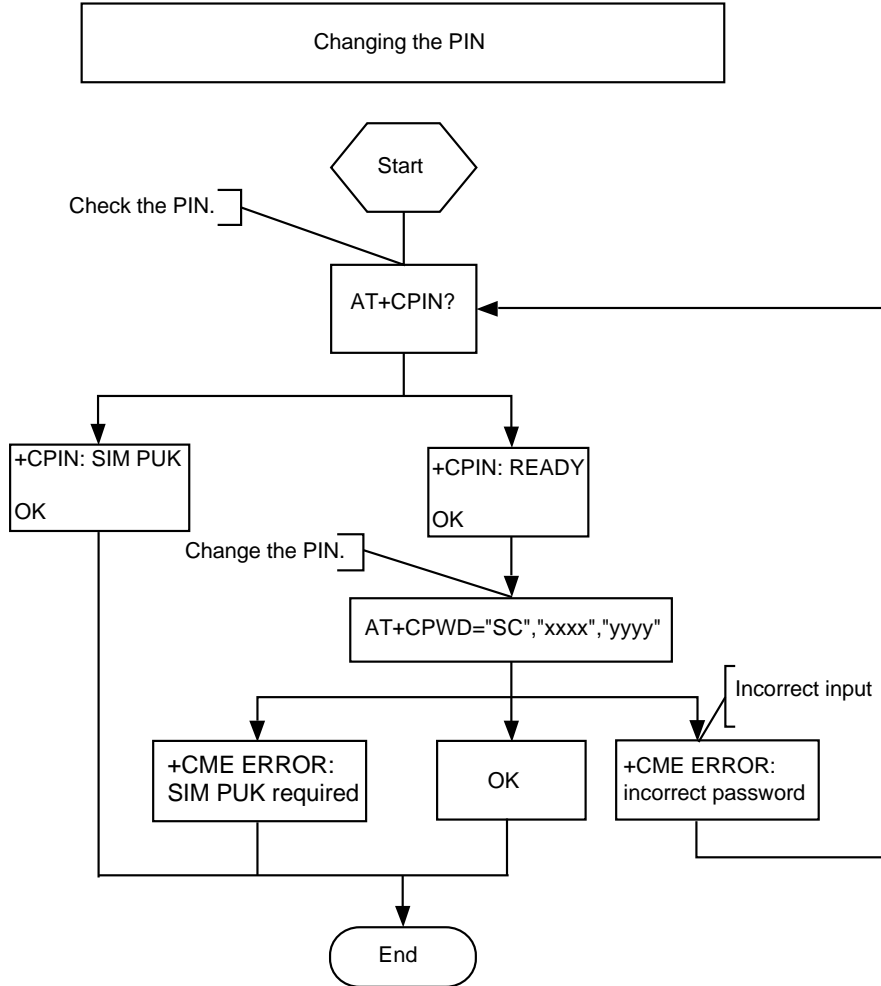 Changing the PIN
Start
Check the PIN.
AT+CPIN?
+CPIN: SIM PUK
OK
+CPIN: READY
OK
Change the PIN.
AT+CPWD="SC","xxxx","yyyy"
Incorrect input
+CME ERROR:
SIM PUK required
OK
+CME ERROR:
incorrect password
End